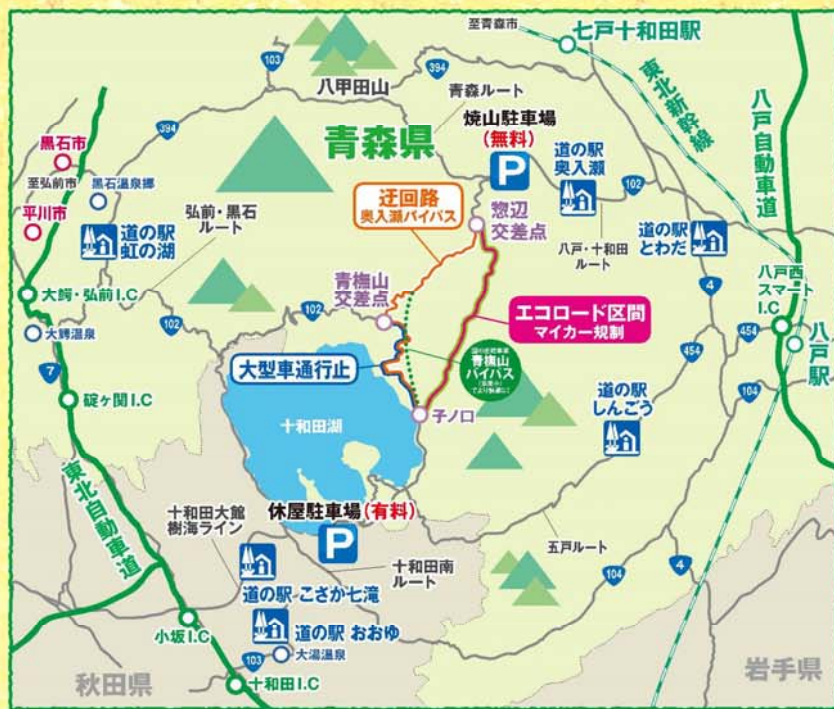 至青森市
七戸十和田駅
103
八甲田山
394
青森ルート
東北新幹線
八戸自動車道
394
青森県
焼山駐車場
(無料)
P
道の駅
奥入瀬
102
黒石市
至弘前市
黒石温泉郷
平川市
道の駅
虹の湖
弘前・黒石
ルート
迂回路
奥入瀬バイパス
惣辺
交差点
八戸・十和田
ルート
道の駅
とわだ
青橅山
交差点
4
八戸西
スマート
I.C
大鰐・弘前I.C
102
102
エコロード区間
マイカー規制
454
八戸駅
大鰐温泉
7
大型車通行止
青橅山
バイパス
454
104
碇ヶ関I.C
道の駅
しんごう
子ノ口
十和田湖
東北自動車道
十和田大館
樹海ライン
休屋駐車場(有料)
P
五戸ルート
十和田南
ルート
104
4
道の駅 こさか七滝
小坂I.C
道の駅 おおゆ
103
大湯温泉
秋田県
十和田I.C
岩手県